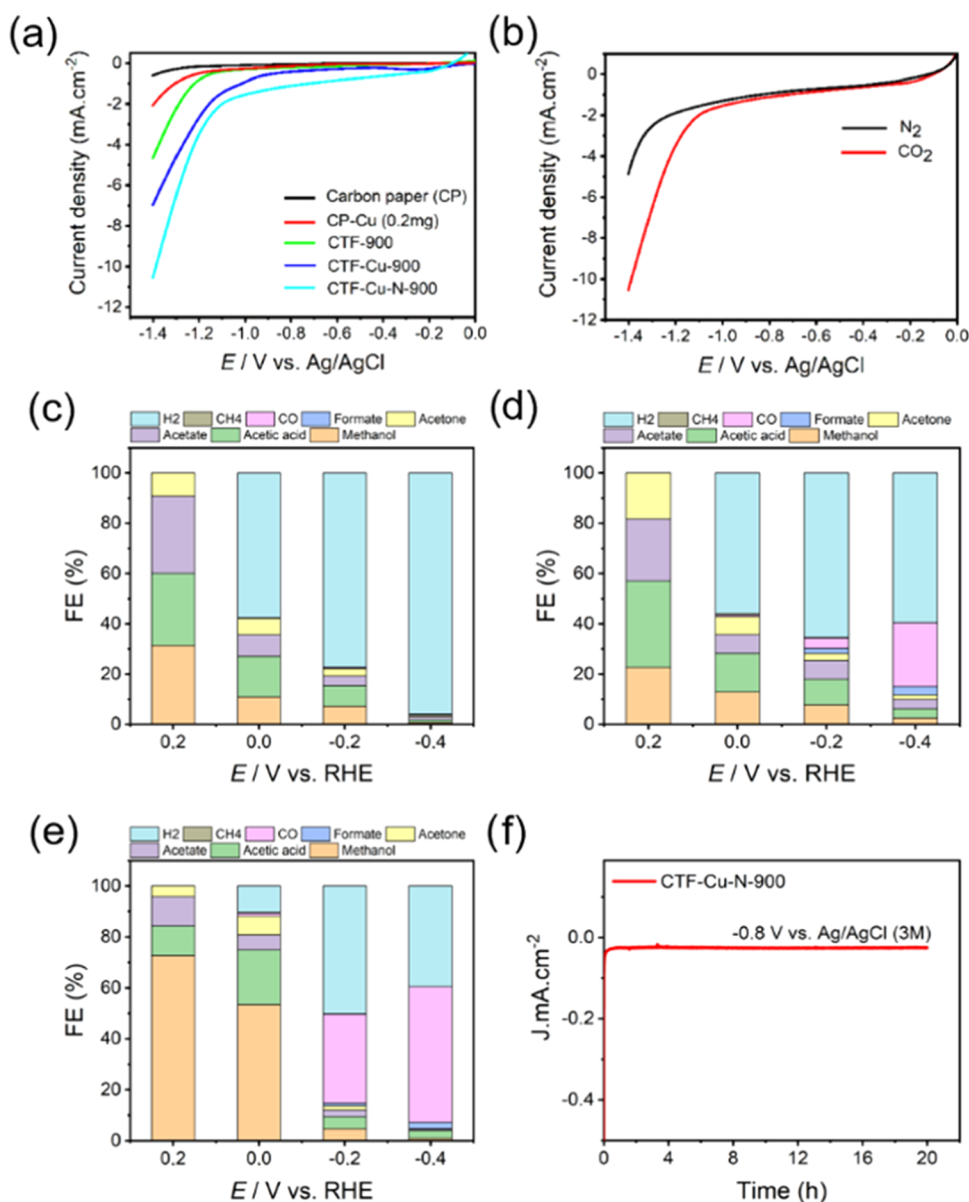 (a)
0
-2
-4
-6
-8
-10
-12
Current density (mA.cm-2)
Carbon paper (CP)
CP-Cu (0.2mg)
CTF-900
CTF-Cu-900
CTF-Cu-N-900
-1.4 -1.2 -1.0 -0.8 -0.6 -0.4 -0.2 0.0
E / V vs. Ag/AgCl
(b)
0
-2
-4
-6
-8
-10
-12
Current density (mA.cm-2)
N2
CO2
-1.4 -1.2 -1.0 -0.8 -0.6 -0.4 -0.2 0.0
E / V vs. Ag/AgCl
(c)
H2 CH4 CO Formate Acetone
Acetate Acetic acid Methanol
100
80
60
40
20
0
FE (%)
0.2 0.0 -0.2 -0.4
E / V vs. RHE
(d)
H2 CH4 CO Formate Acetone
Acetate Acetic acid Methanol
100
80
60
40
20
0
FE (%)
0.2 0.0 -0.2 -0.4
E / V vs. RHE
(e)
H2 CH4 CO Formate Acetone
Acetate Acetic acid Methanol
100
80
60
40
20
0
FE (%)
0.2 0.0 -0.2 -0.4
E / V vs. RHE
(f)
CTF-Cu-N-900
-0.8 V vs. Ag/AgCl (3M)
0.0
-0.2
-0.4
J.mA.cm-2
0 4 8 12 16 20
Time (h)